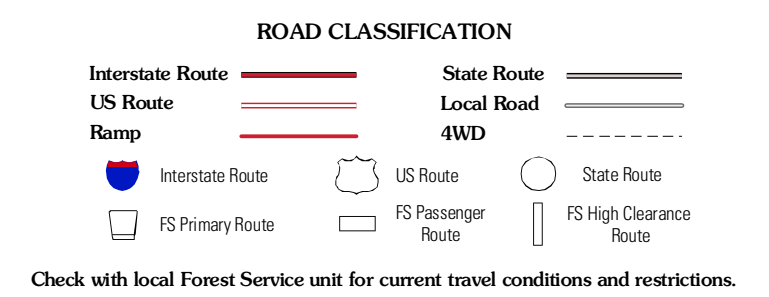 ROAD CLASSIFICATION
Interstate Route
State Route
US Route
Local Road
Ramp
4WD
Interstate Route
US Route
State Route
FS Primary Route
FS Passenger
Route
FS High Clearance
Route
Check with local Forest Service unit for current travel conditions and restrictions.